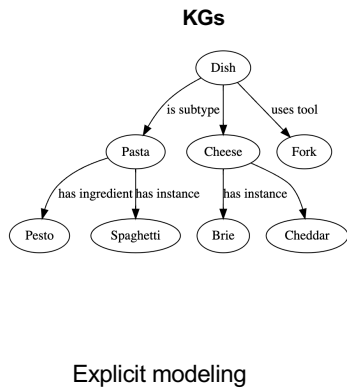 KGs
Dish
is subtype
uses tool
Pasta
Cheese
Fork
has ingredient
has instance
has instance
Pesto
Spaghetti
Brie
Cheddar
Explicit modeling